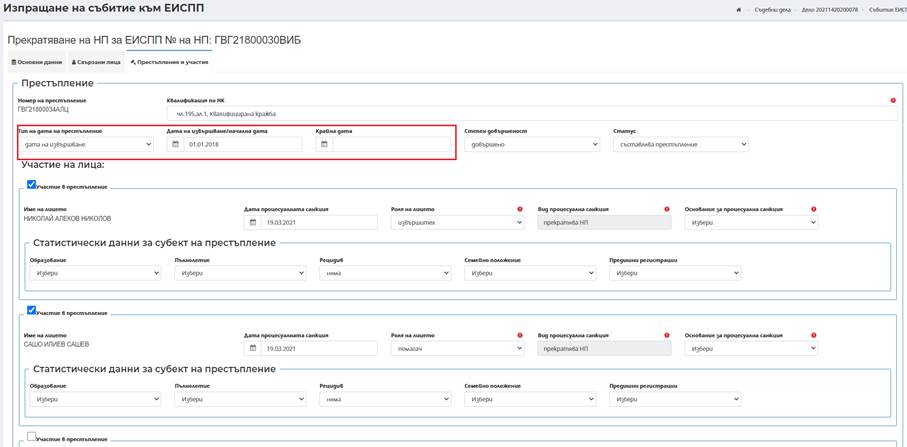 Изпращане на събитие към ЕИСПП
Съдебни дела Дело 20211420200078 Събития ЕИСП
Прекратяване на НП за ЕИСПП № на НП: ГВГ21800030ВИБ
Основни данни Свързани лица Престъпления и участия
Престъпление
Номер на престъпление Квалификация по НК
ГВГ21800034АЛЦ чл.195,ал.1, Квалифицирана кражба
Тип на дата на престъпление Дата на извършване/начална дата Крайна дата Степен довършеност Статус
дата на извършване 01.01.2018 довършено съставлява престъпление
Участие на лица:
Участие в престъпление
Име на лицето Дата процесуалната санкция Роля на лицето Вид процесуална санкция Основание за процесуална санкция
НИКОЛАЙ АЛЕКОВ НИКОЛОВ 19.03.2021 извършител прекратява НП Избери
Статистически данни за субект на престъпление
Образование Пълнолетие Рецидив Семейно положение Предишни регистрации
Избери Избери няма Избери Избери
Участие в престъпление
Име на лицето Дата процесуалната санкция Роля на лицето Вид процесуална санкция Основание за процесуална санкция
САШО ИЛИЕВ САШЕВ 19.03.2021 помагач прекратява НП Избери
Статистически данни за субект на престъпление
Образование Пълнолетие Рецидив Семейно положение Предишни регистрации
Избери Избери няма Избери Избери
Участие в престъпление